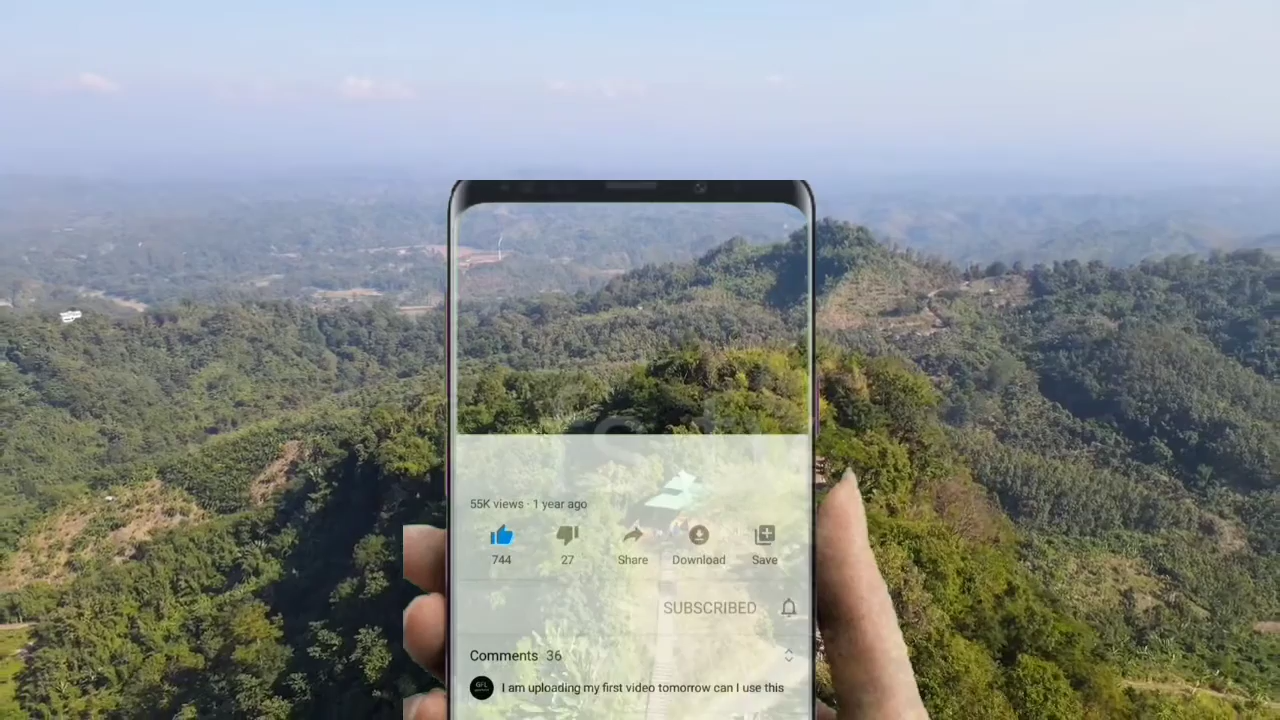 55K views · 1 year ago
744
27
Share
Download
Save
SUBSCRIBED
Comments 36
GFL
I am uploading my first video tomorrow can I use this